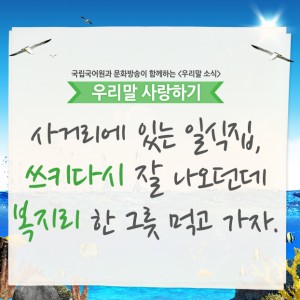 국립국어원과 문화방송이 함께하는 <우리말 소식>
우리말 사랑하기
사거리에 있는 일식집,
쓰키다시 잘 나오던데
복지리 한 그릇 먹고 가자.